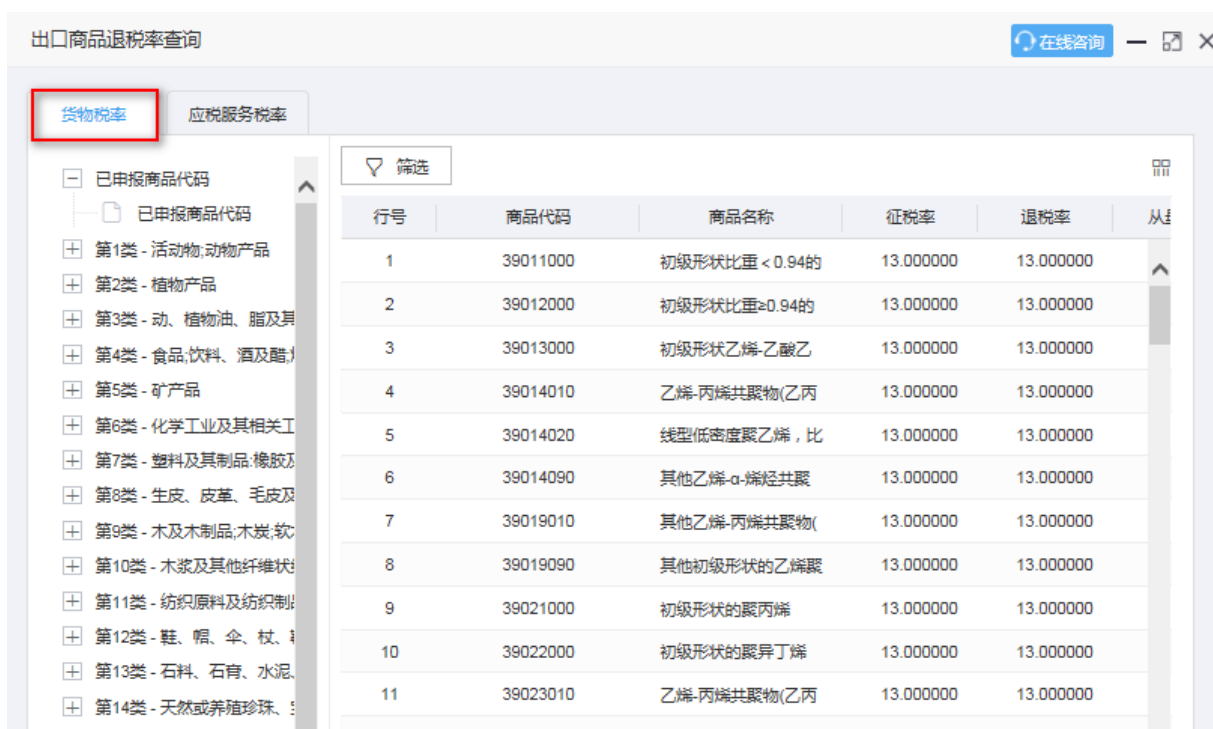 出口商品退税率查询
在线咨询
货物税率 应税服务税率
筛选
已申报商品代码
已申报商品代码
第1类 - 活动物;动物产品
第2类 - 植物产品
第3类 - 动、植物油、脂及其
第4类 - 食品;饮料、酒及醋;
第5类 - 矿产品
第6类 - 化学工业及其相关工
第7类 - 塑料及其制品:橡胶及
第8类 - 生皮、皮革、毛皮及
第9类 - 木及木制品;木炭;软
第10类 - 木浆及其他纤维状
第11类 - 纺织原料及纺织制
第12类 - 鞋、帽、伞、杖、
第13类 - 石料、石膏、水泥、
第14类 - 天然或养殖珍珠、
行号 商品代码 商品名称 征税率 退税率 从
1 39011000 初级形状比重＜0.94的 13.000000 13.000000
2 39012000 初级形状比重≥0.94的 13.000000 13.000000
3 39013000 初级形状乙烯-乙酸乙 13.000000 13.000000
4 39014010 乙烯-丙烯共聚物(乙丙 13.000000 13.000000
5 39014020 线型低密度聚乙烯，比 13.000000 13.000000
6 39014090 其他乙烯-α-烯烃共聚 13.000000 13.000000
7 39019010 其他乙烯-丙烯共聚物( 13.000000 13.000000
8 39019090 其他初级形状的乙烯聚 13.000000 13.000000
9 39021000 初级形状的聚丙烯 13.000000 13.000000
10 39022000 初级形状的聚异丁烯 13.000000 13.000000
11 39023010 乙烯-丙烯共聚物(乙丙 13.000000 13.000000